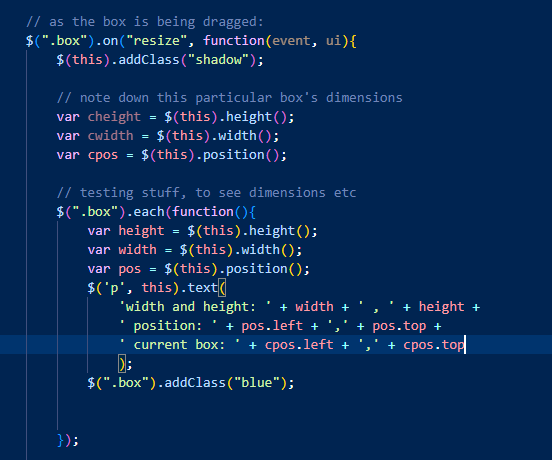 // as the box is being dragged:
$(".box").on("resize", function(event, ui){
$(this).addClass("shadow");
// note down this particular box's dimensions
var cheight = $(this).height();
var cwidth = $(this).width();
var cpos = $(this).position();
// testing stuff, to see dimensions etc
$(".box").each(function(){
var height = $(this).height();
var width = $(this).width();
var pos = $(this).position();
$('p', this).text(
'width and height: ' + width + ' , ' + height +
' position: ' + pos.left + ',' + pos.top +
' current box: ' + cpos.left + ',' + cpos.top
);
$(".box").addClass("blue");
});